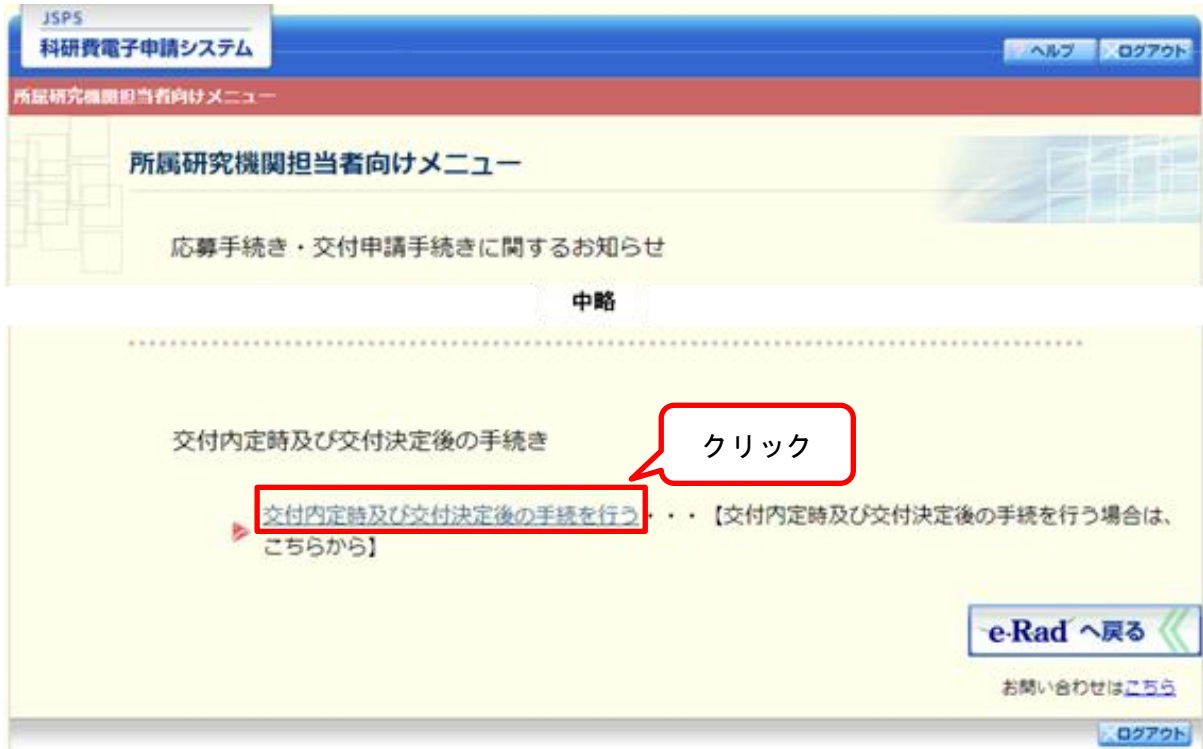 JSPS
科研費電子申請システム
ヘルプ
ログアウト
所属研究機関担当者向けメニュー
所属研究機関担当者向けメニュー
応募手続き・交付申請手続きに関するお知らせ
中略
交付内定時及び交付決定後の手続き
クリック
交付内定時及び交付決定後の手続を行う・・・【交付内定時及び交付決定後の手続を行う場合は、
こちらから】
e-Rad へ戻る
お問い合わせはこちら
ログアウト